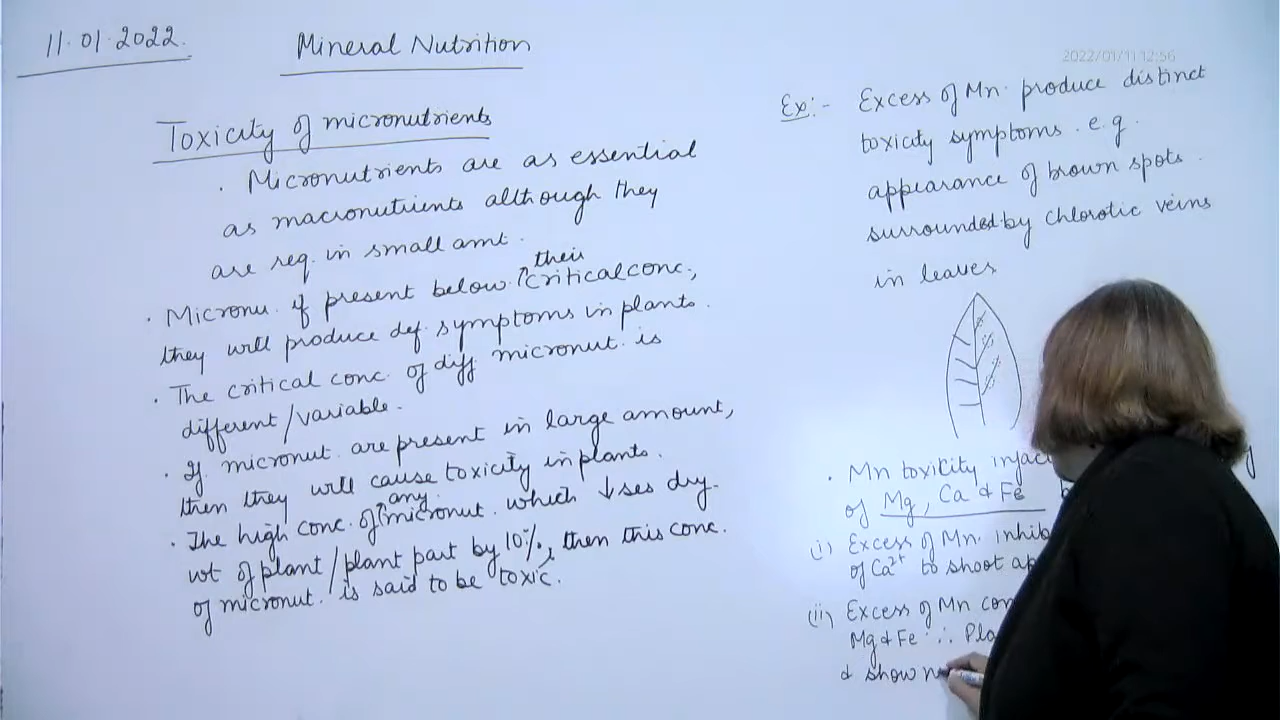 11.01.2022.
Mineral Nutrition
2022/01/11 12:56
Toxicity of micronutrients
. Micronutrients are as essential
as macronutrients although they
are req. in small amt.
their
. Micronu. if present below ↑critical conc.,
they will produce def. symptoms in plants.
. The critical conc. of diff micronut. is
different/variable.
. If micronut. are present in large amount,
then they will cause toxicity in plants.
any
. The high conc. of ↑micronut. which ↓ses dry.
wt of plant/plant part by 10%, then this conc.
of micronut. is said to be toxic.
Ex:- Excess of Mn. produce distinct
toxicity symptoms. e.g.
appearance of brown spots.
surrounded by chlorotic veins
in leaves
. Mn toxicity
of Mg, Ca & Fe
(i) Excess of Mn.
of Ca2+ to shoot
(ii) Excess of Mn
Mg & Fe ∴
& show